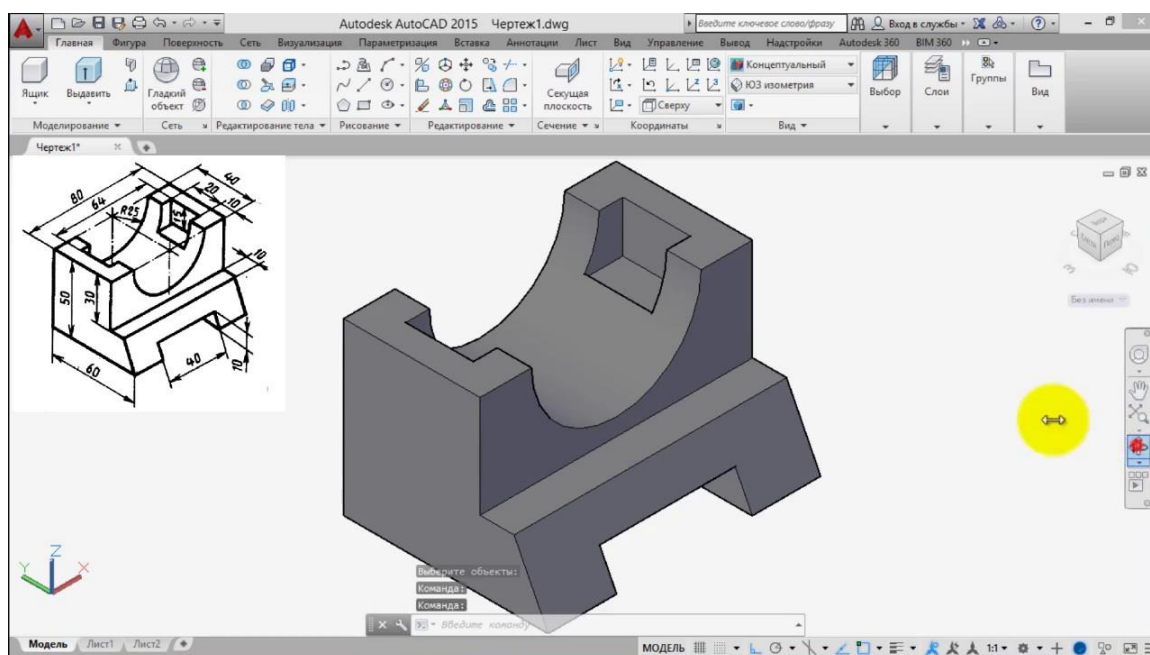 Autodesk AutoCAD 2015 Чертеж1.dwg
Введите ключевое слово/фразу
Вход в службы
Главная Фигура Поверхность Сеть Визуализация Параметризация Вставка Аннотации Лист Вид Управление Вывод Надстройки Autodesk 360 BIM 360
Ящик
Выдавить
Гладкий объект
Секущая плоскость
Сверху
Концептуальный
ЮЗ изометрия
Выбор
Слои
Группы
Вид
Моделирование Сеть Редактирование тела Рисование Редактирование Сечение Координаты Вид
Чертеж1*
80
64
40
20
10
R25
15
10
50
30
60
40
10
Без имени
Z
Y
X
Выберите объекты:
Команда:
Команда:
Введите команду
Модель Лист1 Лист2
МОДЕЛЬ
1:1